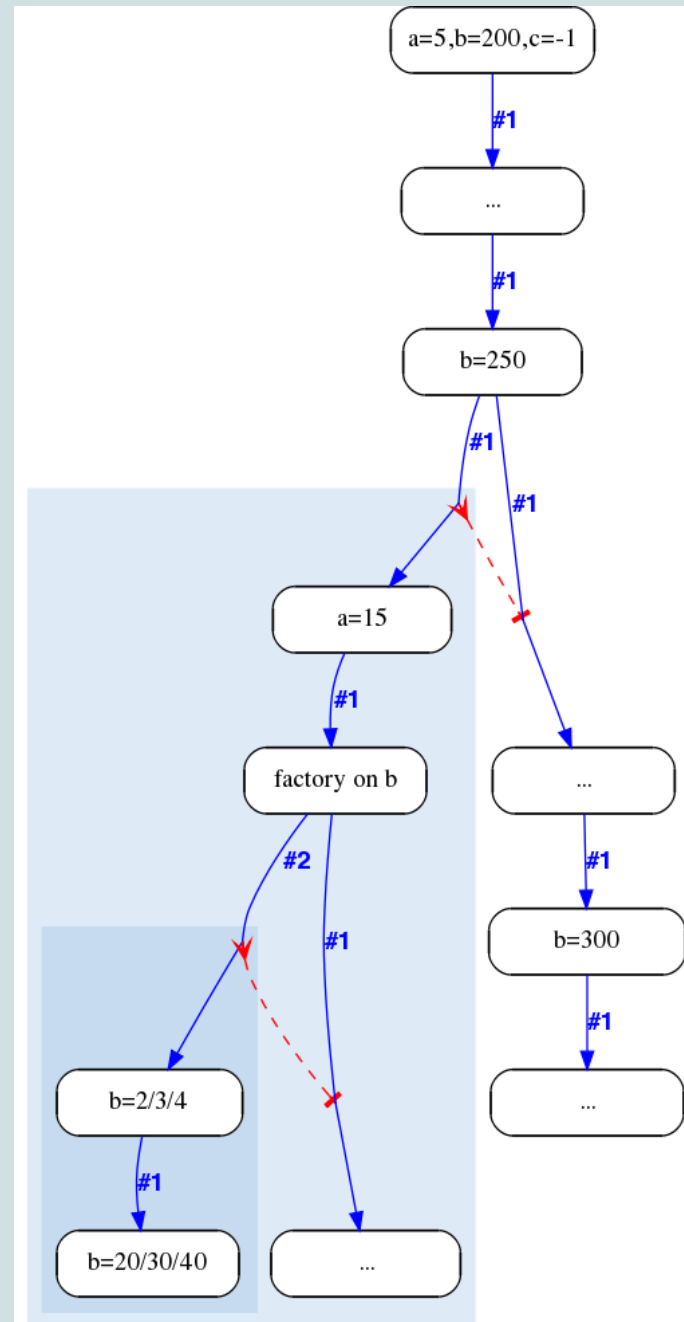 a=5,b=200,c=-1
#1
...
#1
b=250
#1
#1
a=15
#1
factory on b
...
#2
#1
#1
b=300
#1
b=2/3/4
...
#1
b=20/30/40
...